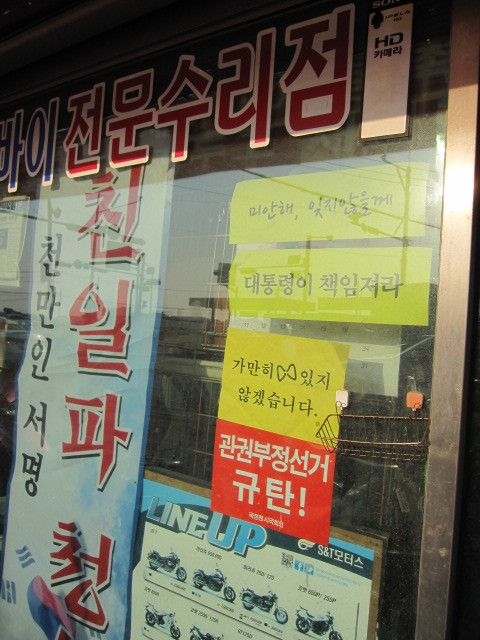 바이전문수리점
SON
HD
카메라
친일파 청
천만인 서명
미안해, 잊지않을게
대통령이 책임져라
가만히 있지
않겠습니다.
관권부정선거
규탄!
LINE UP
S&T모터스